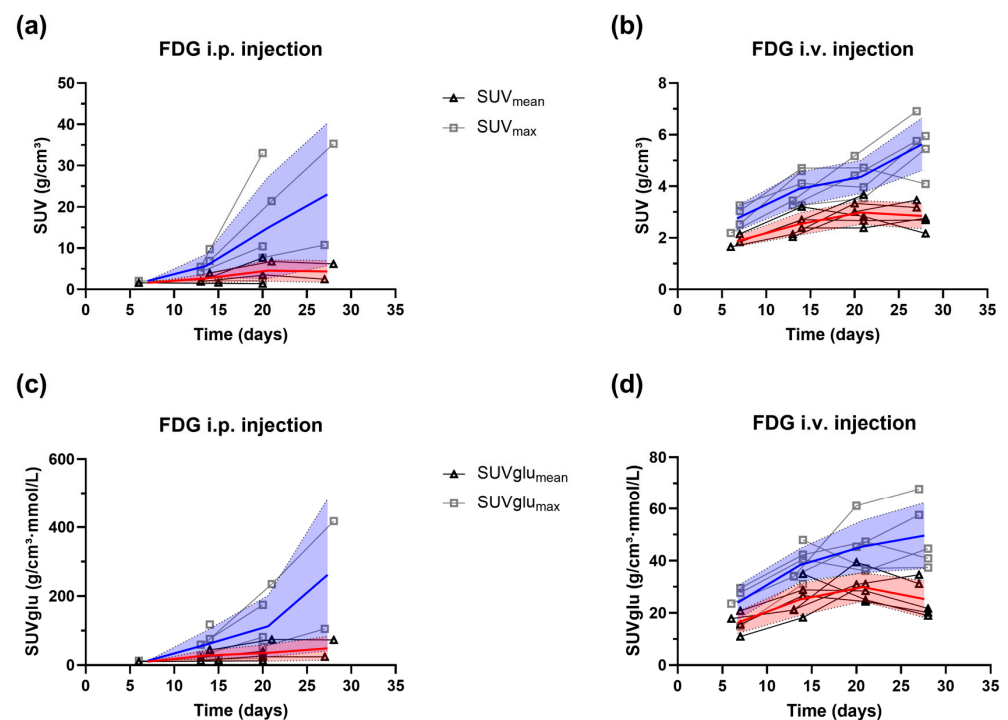 (a)
FDG i.p. injection
SUV (g/cm³)
50
40
30
20
10
0
0 5 10 15 20 25 30 35
Time (days)
SUVmean
SUVmax
(b)
FDG i.v. injection
SUV (g/cm³)
8
6
4
2
0
0 5 10 15 20 25 30 35
Time (days)
(c)
FDG i.p. injection
SUVglu (g/cm³·mmol/L)
600
400
200
0
0 5 10 15 20 25 30 35
Time (days)
SUVglumean
SUVglumax
(d)
FDG i.v. injection
SUVglu (g/cm³·mmol/L)
80
60
40
20
0
0 5 10 15 20 25 30 35
Time (days)